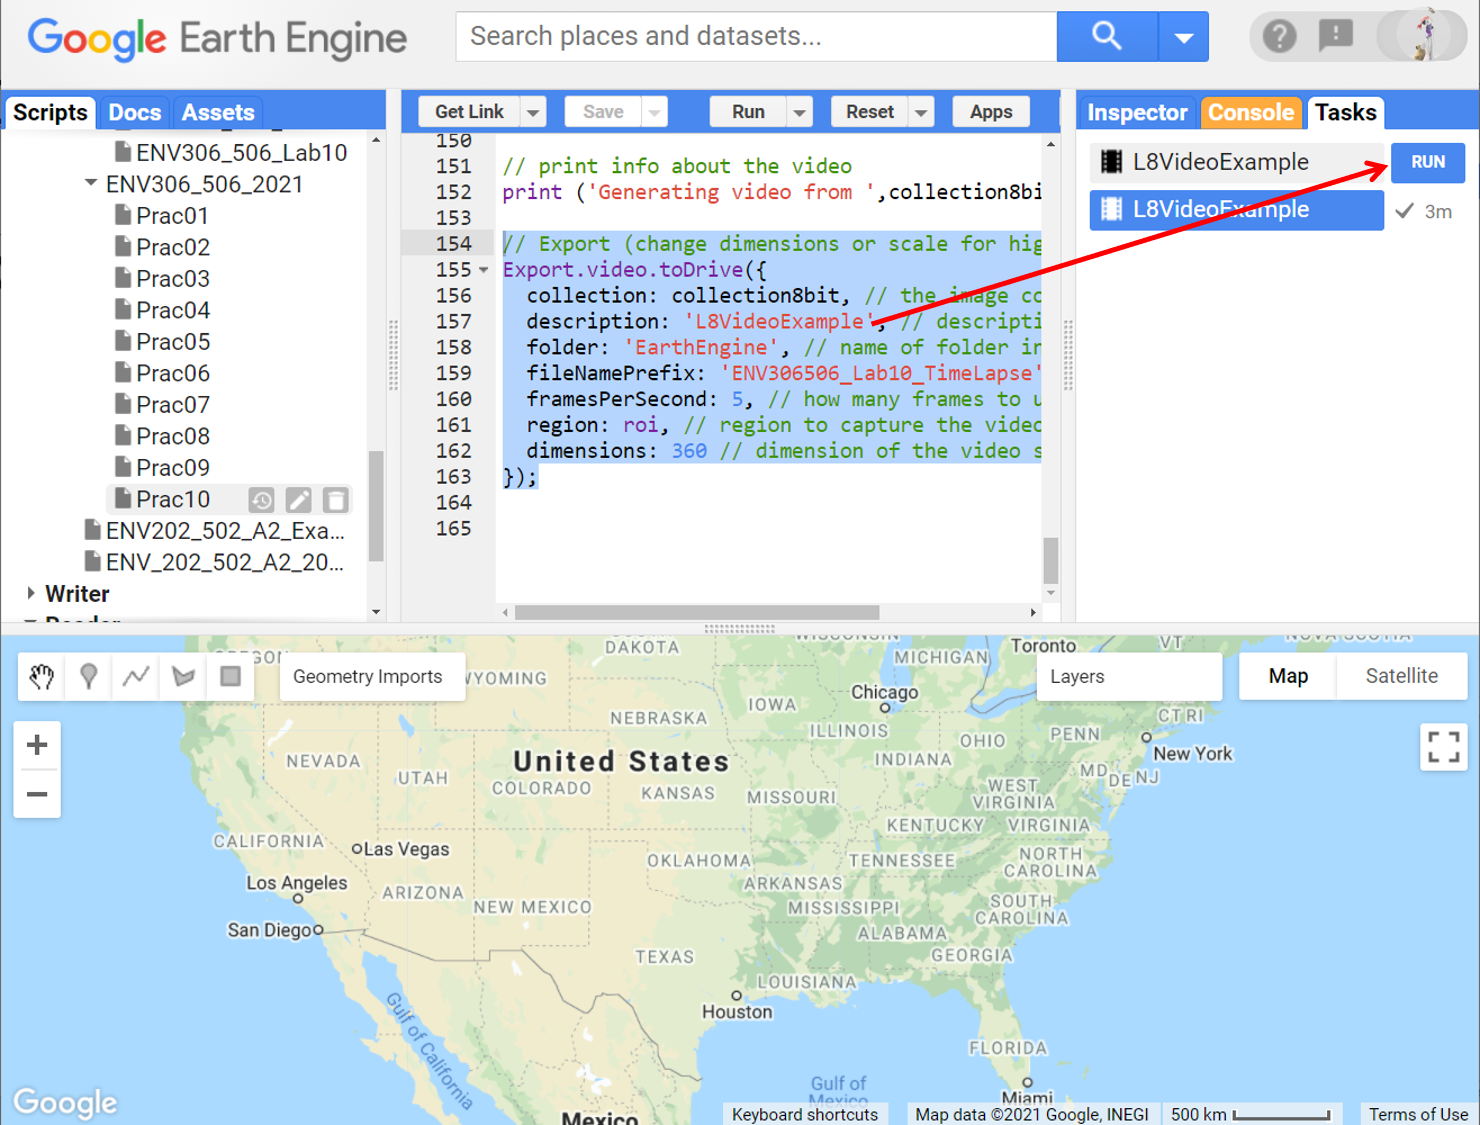 Google Earth Engine
Search places and datasets...
Scripts
Docs
Assets
ENV306_506_Lab10
ENV306_506_2021
Prac01
Prac02
Prac03
Prac04
Prac05
Prac06
Prac07
Prac08
Prac09
Prac10
ENV202_502_A2_Exa...
ENV_202_502_A2_20...
Writer
Reader
Get Link
Save
Run
Reset
Apps
150
151 // print info about the video
152 print ('Generating video from ',collection8bi
153
154 // Export (change dimensions or scale for hig
155 Export.video.toDrive({
156 collection: collection8bit, // the image co
157 description: 'L8VideoExample', // descripti
158 folder: 'EarthEngine', // name of folder in
159 fileNamePrefix: 'ENV306506_Lab10_TimeLapse'
160 framesPerSecond: 5, // how many frames to u
161 region: roi, // region to capture the video
162 dimensions: 360 // dimension of the video s
163 });
164
165
Inspector
Console
Tasks
L8VideoExample
RUN
L8VideoExample
3m
Geometry Imports
Layers
Map
Satellite
DAKOTA
WISCONSIN
MICHIGAN
Toronto
VT
NOVA SCOTIA
OREGON
WYOMING
Chicago
IOWA
NEBRASKA
ILLINOIS
CT RI
PENN
OHIO
New York
NEVADA
United States
INDIANA
UTAH
COLORADO
KANSAS
MISSOURI
MD
DE
NJ
WEST
VIRGINIA
KENTUCKY
VIRGINIA
CALIFORNIA
Las Vegas
OKLAHOMA
TENNESSEE
NORTH
CAROLINA
Los Angeles
ARIZONA
NEW MEXICO
ARKANSAS
MISSISSIPPI
SOUTH
CAROLINA
San Diego
ALABAMA
TEXAS
GEORGIA
LOUISIANA
Houston
Gulf of California
FLORIDA
Gulf of
Mexico
Miami
Mexico
Google
Keyboard shortcuts
Map data ©2021 Google, INEGI
500 km
Terms of Use